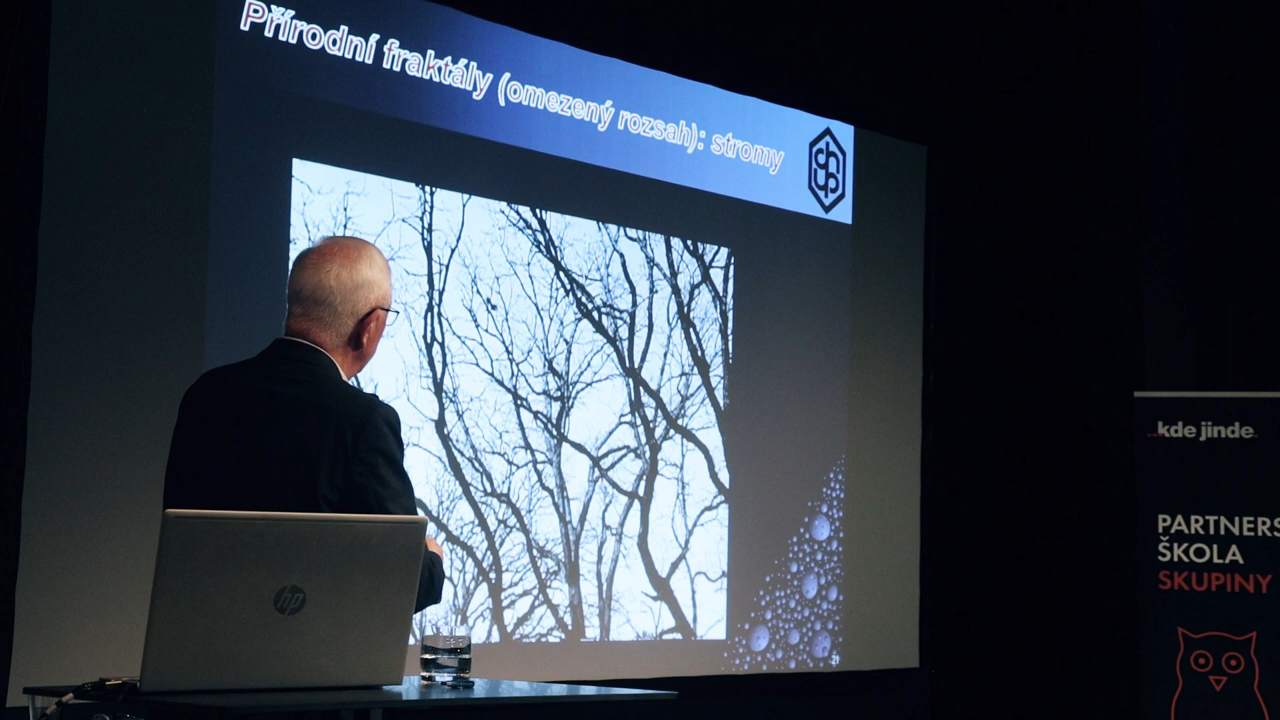 Přírodní fraktály (omezený rozsah): stromy
21
hp
kde jinde
PARTNERS
ŠKOLA
SKUPINY